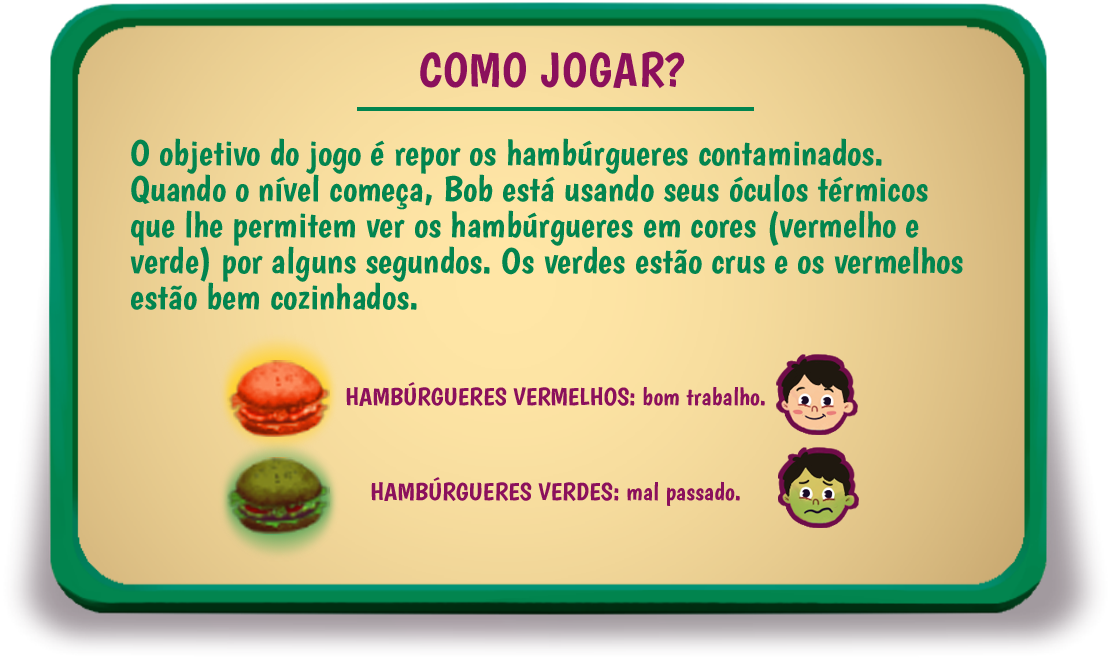 COMO JOGAR?
O objetivo do jogo é repor os hambúrgueres contaminados.
Quando o nível começa, Bob está usando seus óculos térmicos
que lhe permitem ver os hambúrgueres em cores (vermelho e
verde) por alguns segundos. Os verdes estão crus e os vermelhos
estão bem cozinhados.
HAMBÚRGUERES VERMELHOS: bom trabalho.
HAMBÚRGUERES VERDES: mal passado.